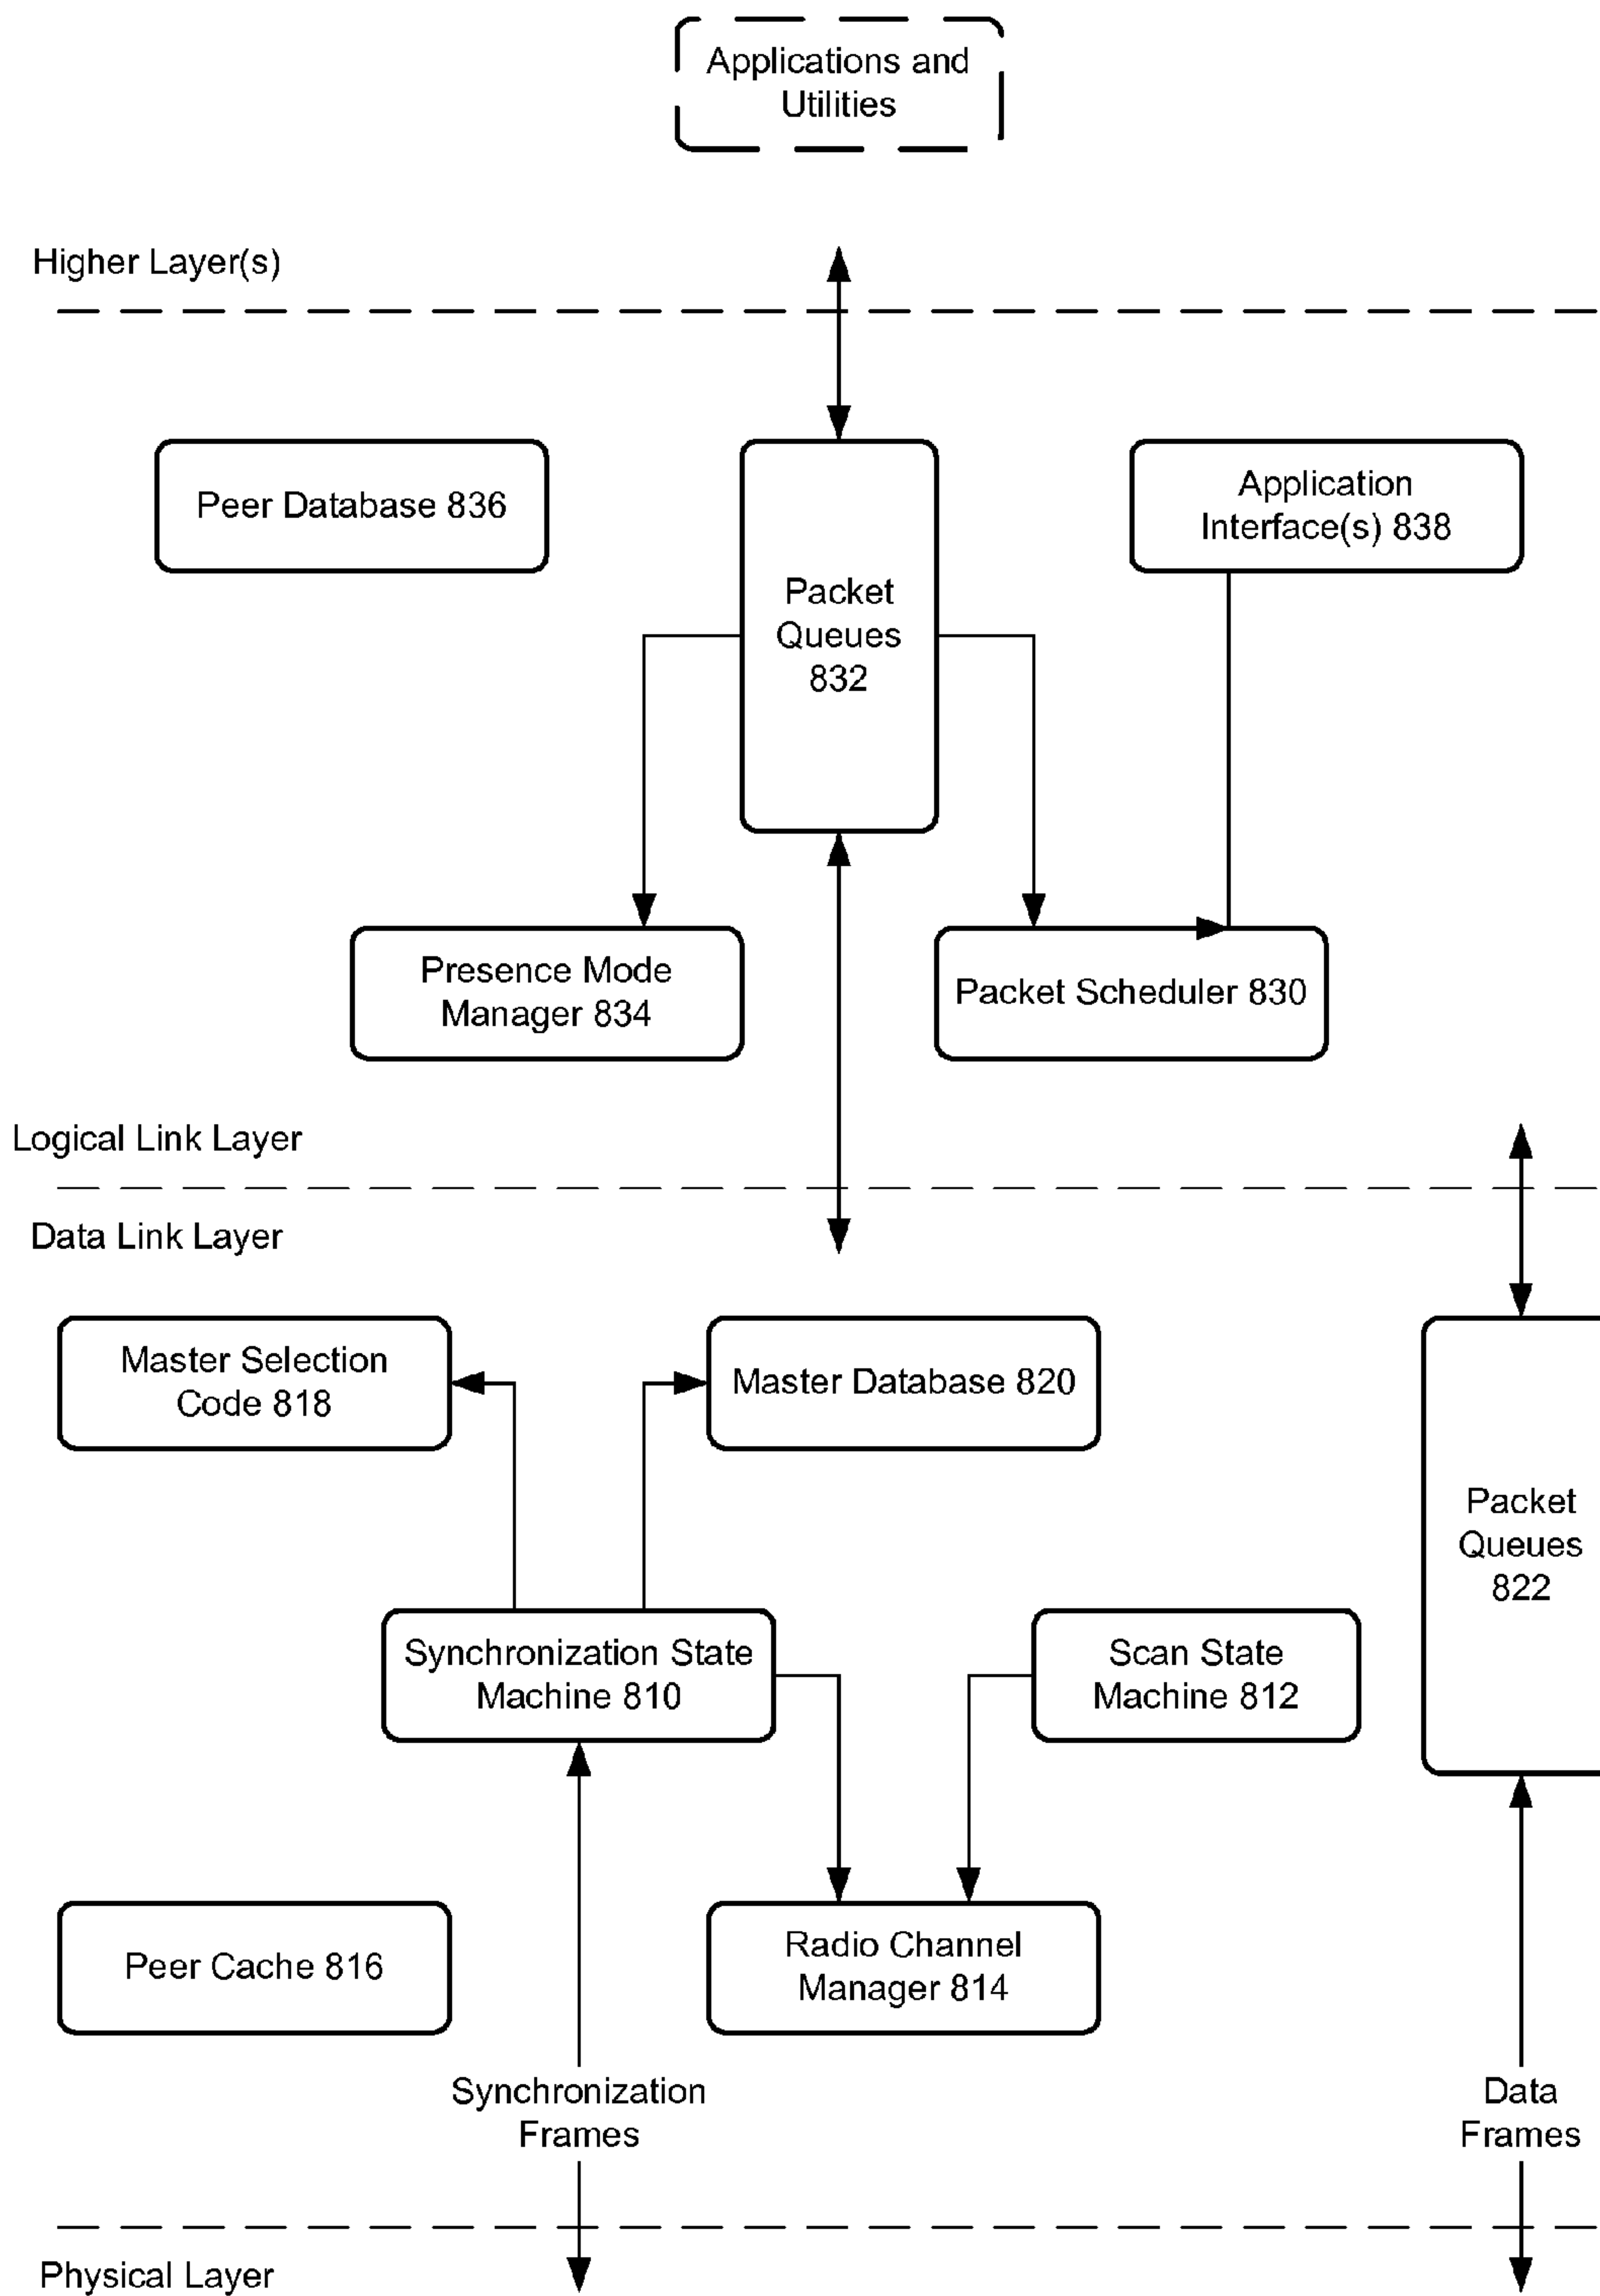 Applications and
Utilities
Higher Layer(s)
Peer Database 836
Packet
Queues
832
Application
Interface(s) 838
Presence Mode
Manager 834
Packet Scheduler 830
Logical Link Layer
Data Link Layer
Master Selection
Code 818
Master Database 820
Packet
Queues
822
Synchronization State
Machine 810
Scan State
Machine 812
Peer Cache 816
Radio Channel
Manager 814
Synchronization
Frames
Data
Frames
Physical Layer